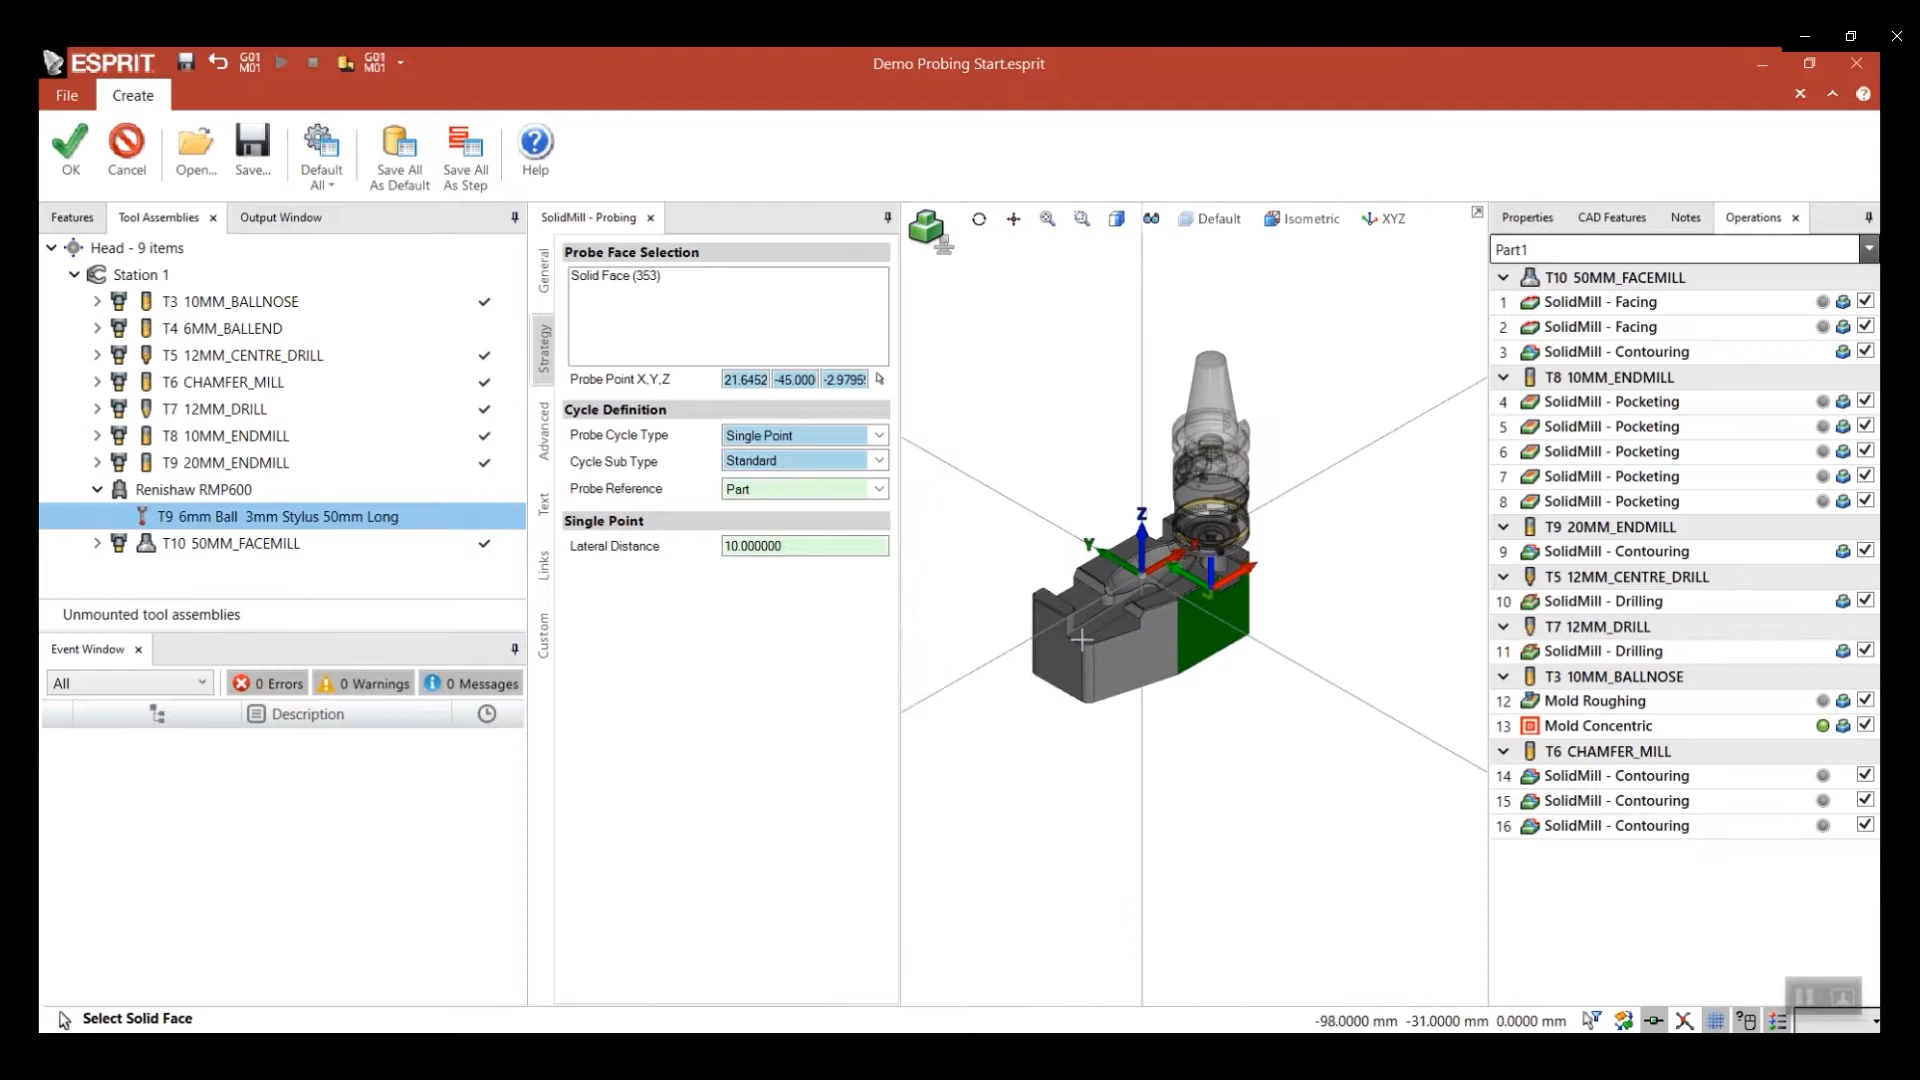 ESPRIT
G01 M01
G01 M01
Demo Probing Start.esprit
File
Create
OK
Cancel
Open...
Save...
Default All
Save All As Default
Save All As Step
Help
Features
Tool Assemblies
Output Window
Head - 9 items
Station 1
T3 10MM_BALLNOSE
T4 6MM_BALLEND
T5 12MM_CENTRE_DRILL
T6 CHAMFER_MILL
T7 12MM_DRILL
T8 10MM_ENDMILL
T9 20MM_ENDMILL
Renishaw RMP600
T9 6mm Ball 3mm Stylus 50mm Long
T10 50MM_FACEMILL
Unmounted tool assemblies
Event Window
All
0 Errors
0 Warnings
0 Messages
Description
SolidMill - Probing
General
Strategy
Advanced
Text
Links
Custom
Probe Face Selection
Solid Face (353)
Probe Point X,Y,Z 21.6452 -45.000 -2.9795
Cycle Definition
Probe Cycle Type Single Point
Cycle Sub Type Standard
Probe Reference Part
Single Point
Lateral Distance 10.000000
Default
Isometric
XYZ
Z
Y
X
Properties
CAD Features
Notes
Operations
Part1
T10 50MM_FACEMILL
1 SolidMill - Facing
2 SolidMill - Facing
3 SolidMill - Contouring
T8 10MM_ENDMILL
4 SolidMill - Pocketing
5 SolidMill - Pocketing
6 SolidMill - Pocketing
7 SolidMill - Pocketing
8 SolidMill - Pocketing
T9 20MM_ENDMILL
9 SolidMill - Contouring
T5 12MM_CENTRE_DRILL
10 SolidMill - Drilling
T7 12MM_DRILL
11 SolidMill - Drilling
T3 10MM_BALLNOSE
12 Mold Roughing
13 Mold Concentric
T6 CHAMFER_MILL
14 SolidMill - Contouring
15 SolidMill - Contouring
16 SolidMill - Contouring
Select Solid Face
-98.0000 mm -31.0000 mm 0.0000 mm